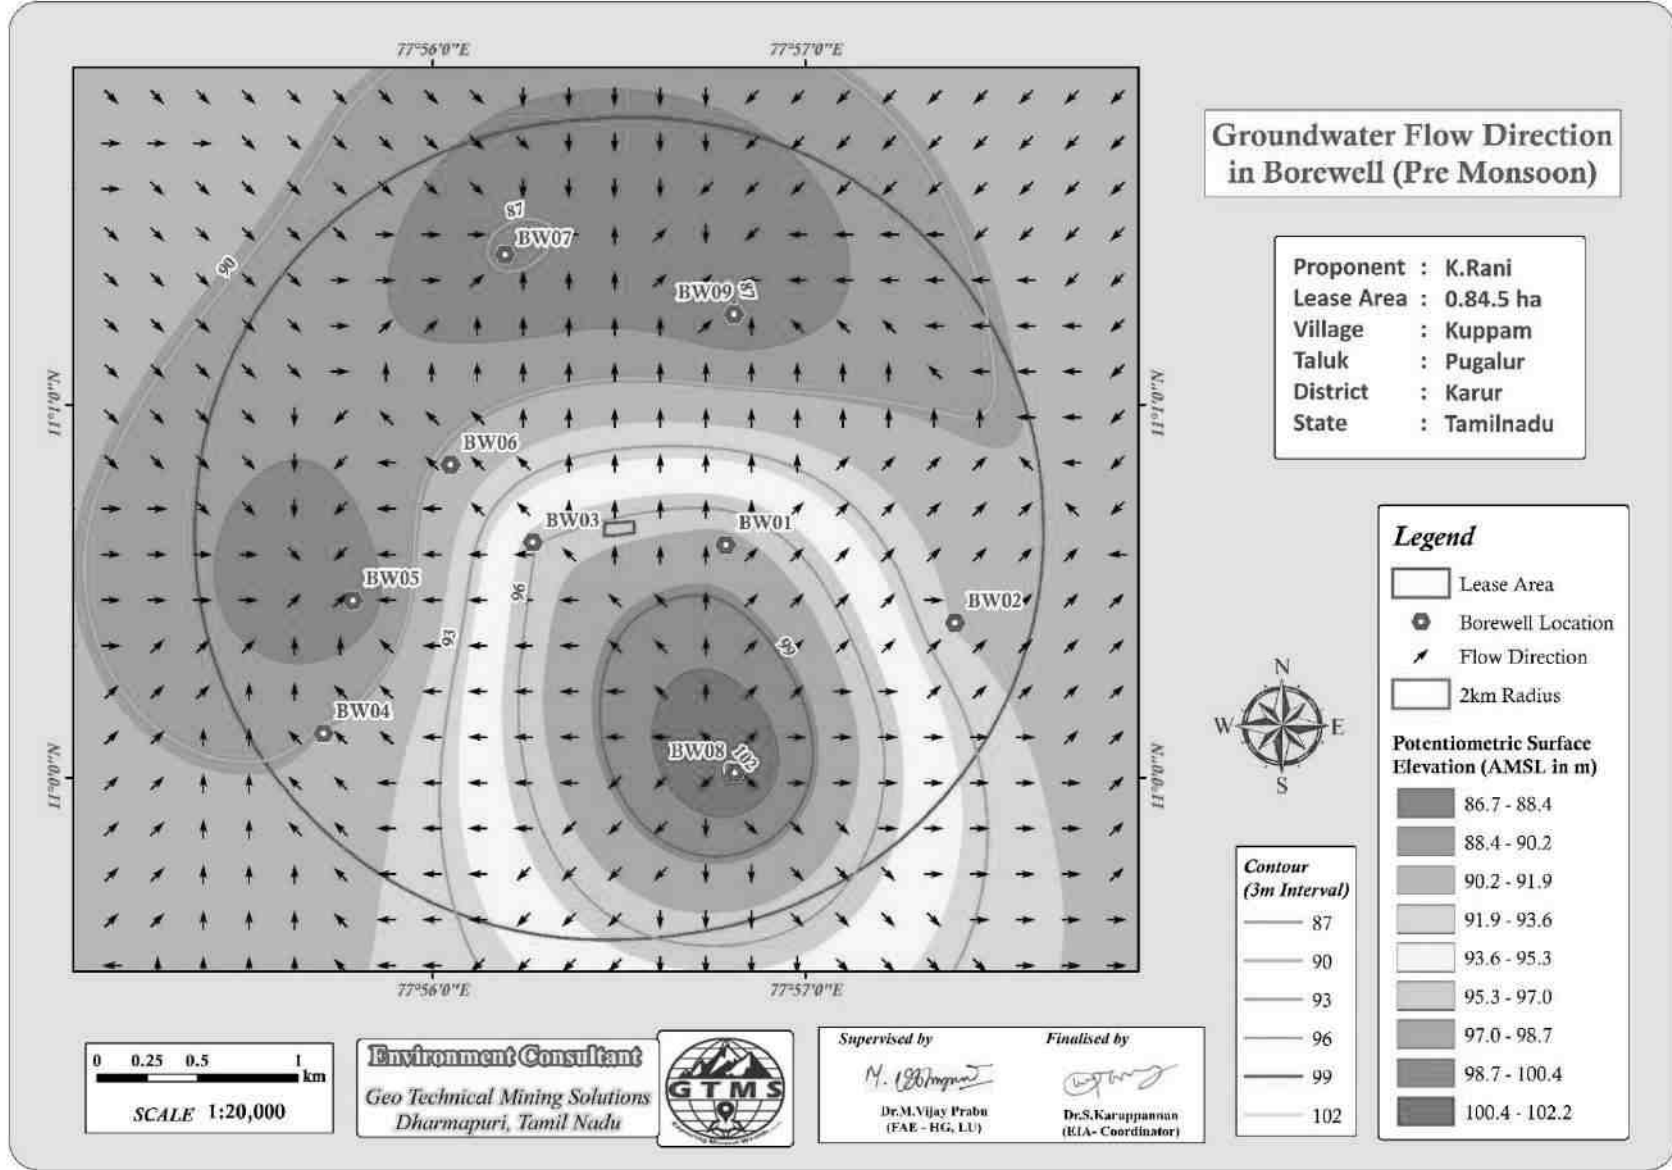 77°56'0"E
77°57'0"E
11°1'0"N
11°1'0"N
11°0'0"N
11°0'0"N
77°56'0"E
77°57'0"E
90
87
BW07
BW09
87
BW06
BW03
BW01
BW05
96
BW02
93
99
BW04
BW08
102
Groundwater Flow Direction
in Borewell (Pre Monsoon)
Proponent : K.Rani
Lease Area : 0.84.5 ha
Village : Kuppam
Taluk : Pugalur
District : Karur
State : Tamilnadu
Legend
Lease Area
Borewell Location
Flow Direction
2km Radius
Potentiometric Surface
Elevation (AMSL in m)
86.7 - 88.4
88.4 - 90.2
90.2 - 91.9
91.9 - 93.6
93.6 - 95.3
95.3 - 97.0
97.0 - 98.7
98.7 - 100.4
100.4 - 102.2
N
W
E
S
Contour
(3m Interval)
87
90
93
96
99
102
0 0.25 0.5 1
km
SCALE 1:20,000
Environment Consultant
Geo Technical Mining Solutions
Dharmapuri, Tamil Nadu
GTMS
Supervised by
Dr.M.Vijay Prabu
(FAE - HG, LU)
Finalised by
Dr.S.Karuppannan
(EIA- Coordinator)